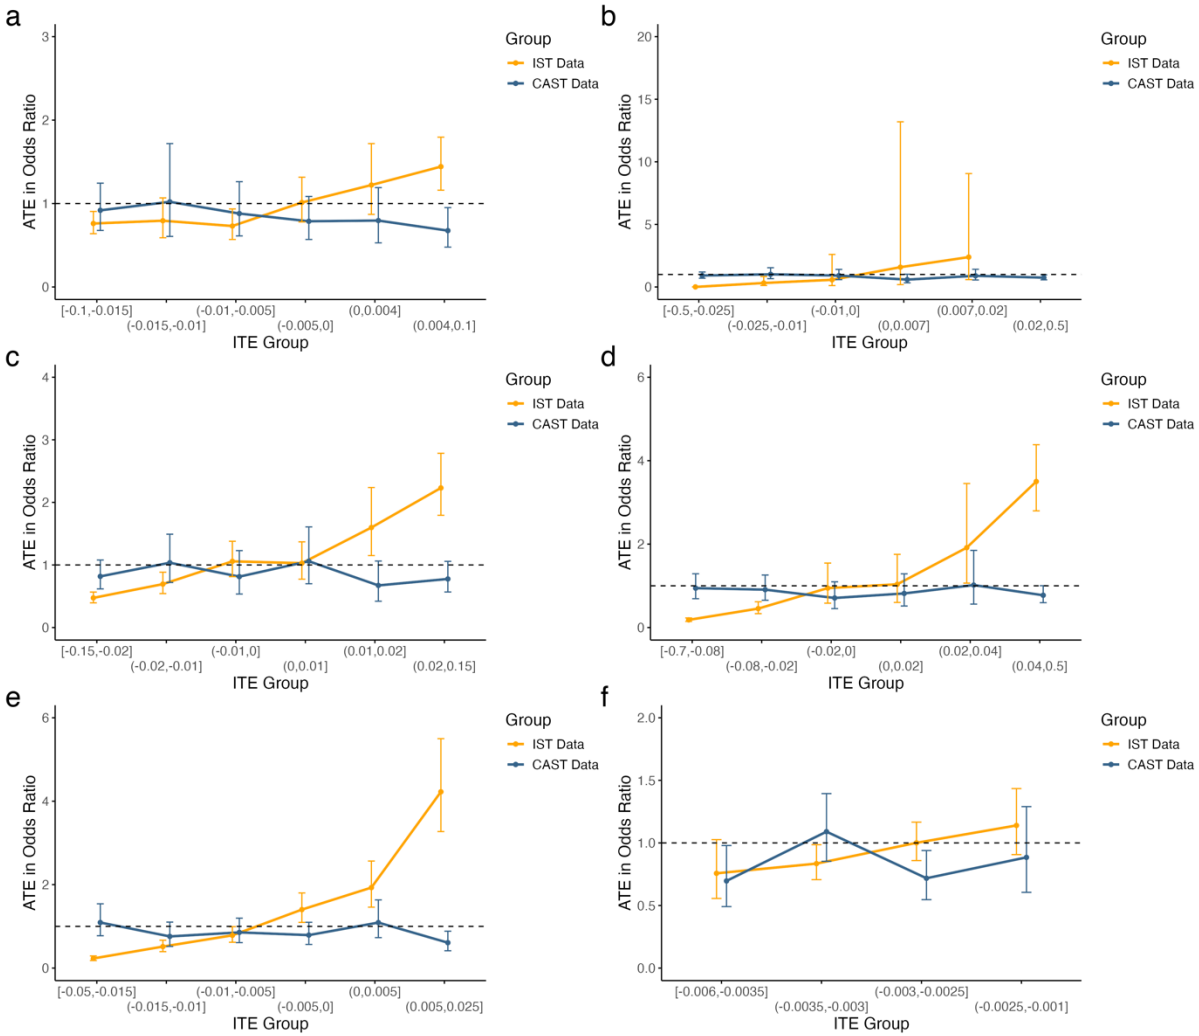 a
3
2
1
0
ATE in Odds Ratio
[-0.1,-0.015]
(-0.015,-0.01]
(-0.01,-0.005]
(-0.005,0]
(0,0.004]
(0.004,0.1]
ITE Group
Group
IST Data
CAST Data
b
20
15
10
5
0
ATE in Odds Ratio
[-0.5,-0.025]
(-0.025,-0.01]
(-0.01,0]
(0,0.007]
(0.007,0.02]
(0.02,0.5]
ITE Group
Group
IST Data
CAST Data
c
4
3
2
1
0
ATE in Odds Ratio
[-0.15,-0.02]
(-0.02,-0.01]
(-0.01,0]
(0,0.01]
(0.01,0.02]
(0.02,0.15]
ITE Group
Group
IST Data
CAST Data
d
6
4
2
0
ATE in Odds Ratio
[-0.7,-0.08]
(-0.08,-0.02]
(-0.02,0]
(0,0.02]
(0.02,0.04]
(0.04,0.5]
ITE Group
Group
IST Data
CAST Data
e
6
4
2
0
ATE in Odds Ratio
[-0.05,-0.015]
(-0.015,-0.01]
(-0.01,-0.005]
(-0.005,0]
(0,0.005]
(0.005,0.025]
ITE Group
Group
IST Data
CAST Data
f
2.0
1.5
1.0
0.5
0.0
ATE in Odds Ratio
[-0.006,-0.0035]
(-0.0035,-0.003]
(-0.003,-0.0025]
(-0.0025,-0.001]
ITE Group
Group
IST Data
CAST Data